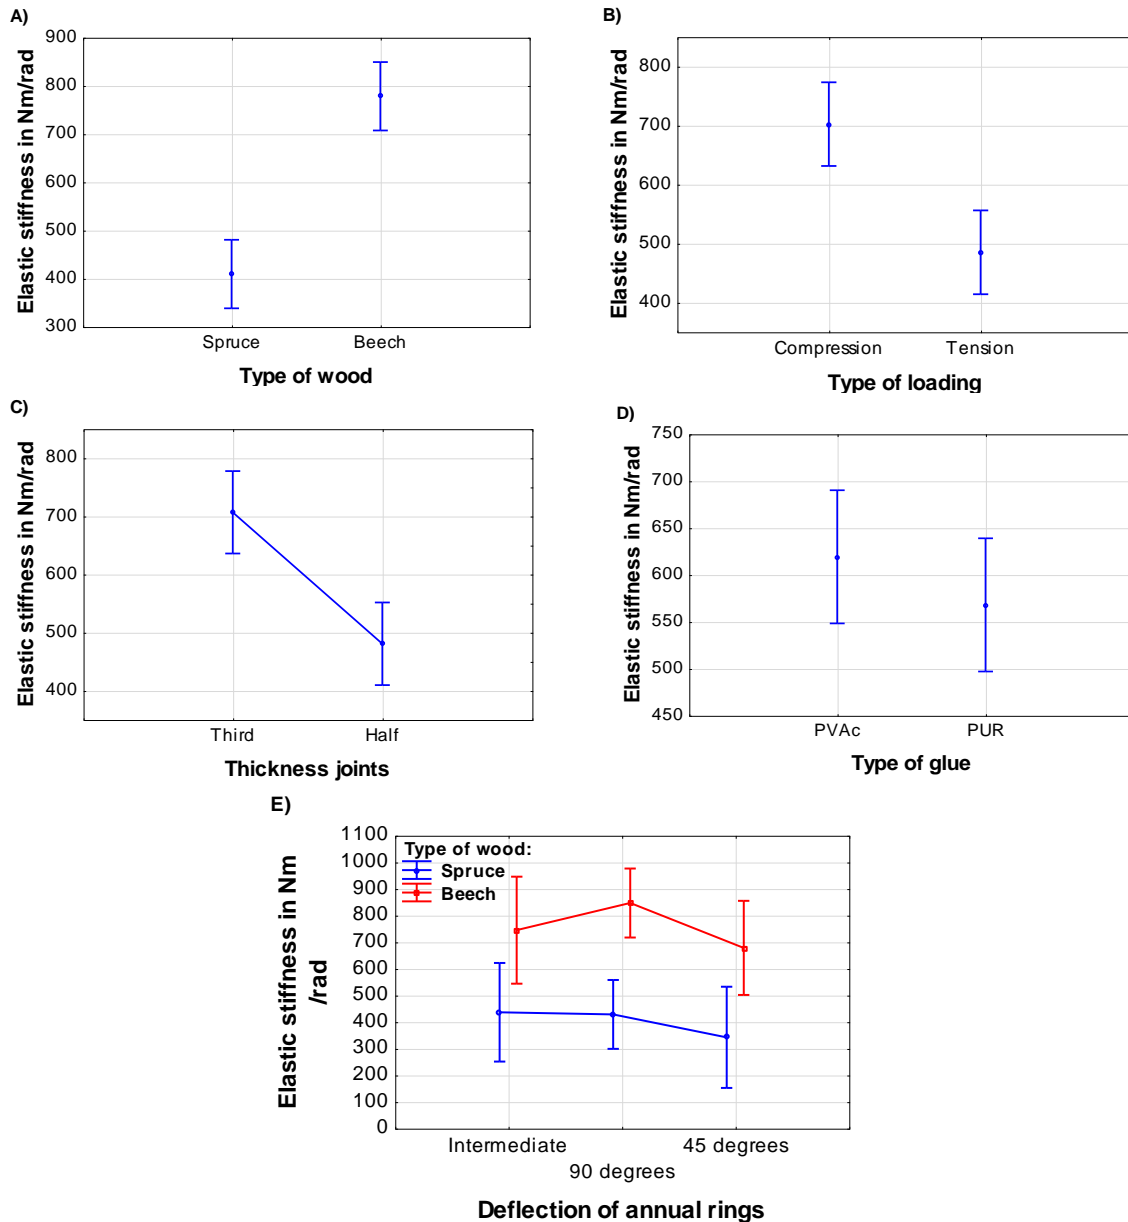 A)
Elastic stiffness in Nm/rad
900
800
700
600
500
400
300
Spruce
Beech
Type of wood
B)
Elastic stiffness in Nm/rad
800
700
600
500
400
Compression
Tension
Type of loading
C)
Elastic stiffness in Nm/rad
800
700
600
500
400
Third
Half
Thickness joints
D)
Elastic stiffness in Nm/rad
750
700
650
600
550
500
450
PVAc
PUR
Type of glue
E)
Elastic stiffness in Nm
/rad
1100
1000
900
800
700
600
500
400
300
200
100
0
Type of wood:
Spruce
Beech
Intermediate
90 degrees
45 degrees
Deflection of annual rings